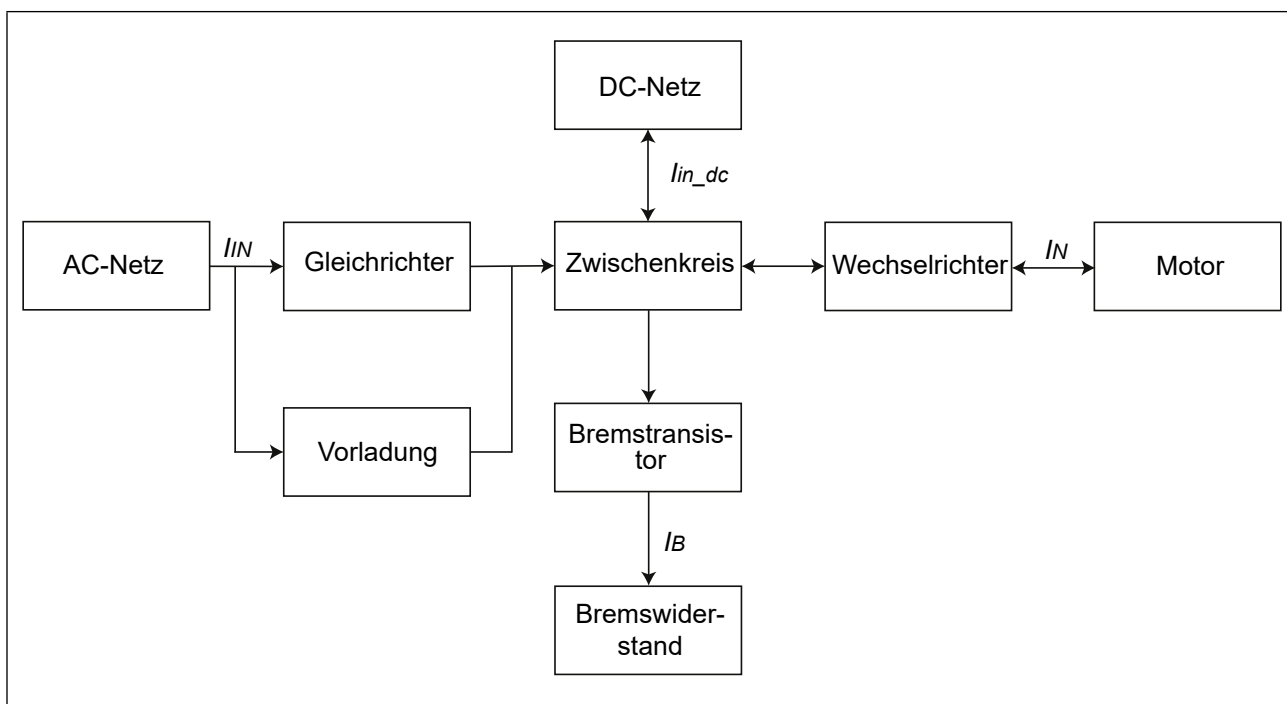 DC-Netz
Iin_dc
AC-Netz
IIN
Gleichrichter
Zwischenkreis
Wechselrichter
IN
Motor
Vorladung
Bremstransis-
tor
IB
Bremswider-
stand